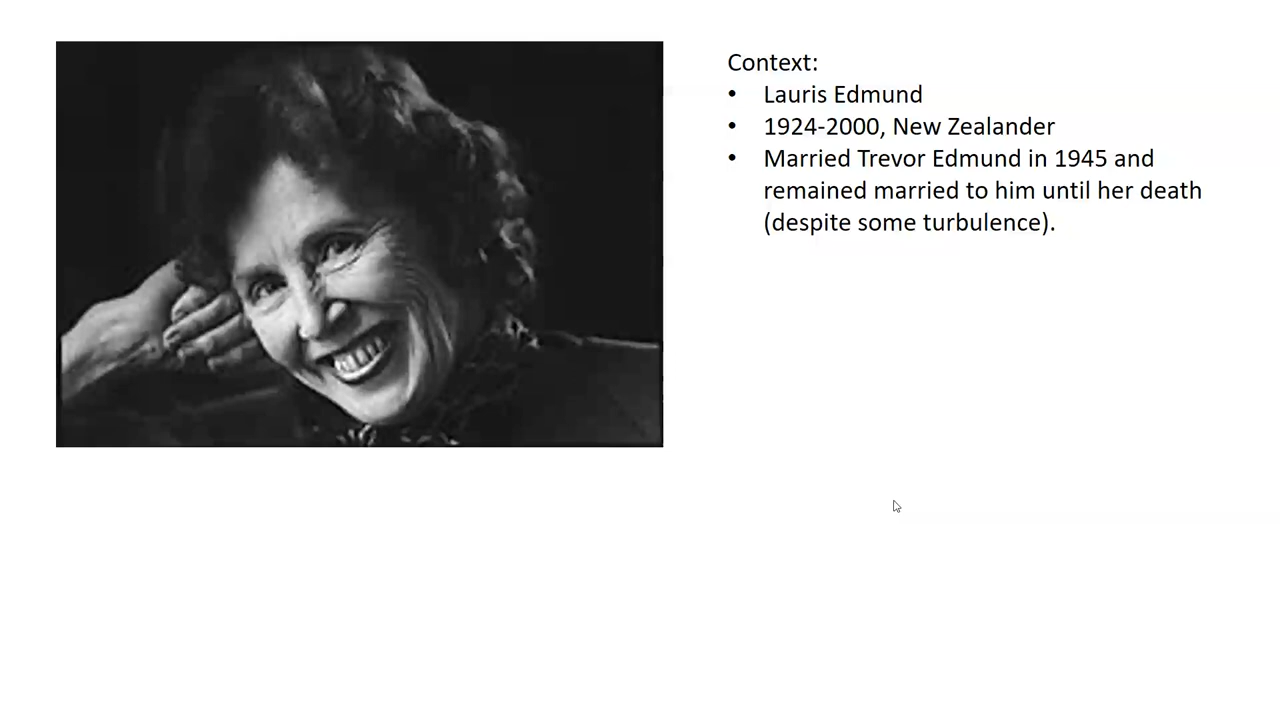 Context:
• Lauris Edmund
• 1924-2000, New Zealander
• Married Trevor Edmund in 1945 and
remained married to him until her death
(despite some turbulence).